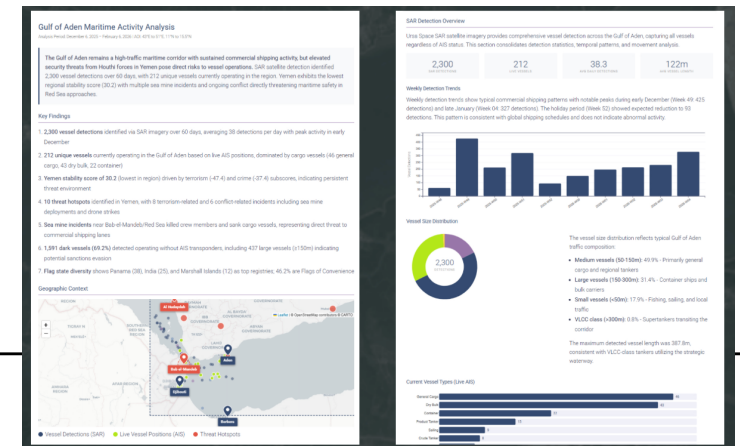 Gulf of Aden Maritime Activity Analysis
The Gulf of Aden remains a high-traffic maritime corridor with sustained commercial shipping activity, but elevated
security threats from Houthi forces in Yemen pose direct risks to vessel operations. SAR satellite detection identified
2,300 vessel detections over 60 days, with 212 unique vessels currently operating in the region. Yemen exhibits the lowest
regional stability score (30.2) with multiple sea mine incidents and ongoing conflict directly threatening maritime safety in
Red Sea approaches.
Key Findings
1. 2,300 vessel detections identified via SAR imagery over 60 days, averaging 38 detections per day with peak activity in early
December
2. 212 unique vessels currently operating in the Gulf of Aden based on live AIS positions, dominated by cargo vessels (46 general
cargo, 43 dry bulk, 22 container)
3. Yemen stability score of 30.2 (lowest in region) driven by terrorism (-47.4) and crime (-37.4) subscores, indicating persistent
threat environment
4. 10 threat hotspots identified in Yemen, with 8 terrorism-related and 6 conflict-related incidents including sea mine
deployments and drone strikes
5. Sea mine incidents near Bab-el-Mandeb/Red Sea killed crew members and sank cargo vessels, representing direct threat to
commercial shipping lanes
6. 1,591 dark vessels (69.2%) detected operating without AIS transponders, including 437 large vessels (≥150m) indicating
potential sanctions evasion
7. Flag state diversity shows Panama (38), India (25), and Marshall Islands (12) as top registries, 46.2% are Flags of Convenience
Geographic Context
+
−
Al Hudaydah
Aden
Bab el-Mandeb
Djibouti
Berbera
Vessel Detections (SAR)
Live Vessel Positions (AIS)
Threat Hotspots
SAR Detection Overview
Ursa Space SAR satellite imagery provides comprehensive vessel detection across the Gulf of Aden, capturing all vessels
regardless of AIS status. This section consolidates detection statistics, temporal patterns, and movement analysis.
2,300
212
38.3
122m
Weekly Detection Trends
Weekly detection trends show typical commercial shipping patterns with notable peaks during early December (Week 49: 425
detections) and late January (Week 04: 327 detections). The holiday period (Week 52) showed expected reduction to 93
detections. This pattern is consistent with global shipping schedules and does not indicate abnormal activity.
Vessel Size Distribution
2,300
The vessel size distribution reflects typical Gulf of Aden
traffic composition:
• Medium vessels (50-150m): 49.9% - Primarily general
cargo and regional tankers
• Large vessels (150-300m): 31.4% - Container ships and
bulk carriers
• Small vessels (<50m): 17.9% - Fishing, sailing, and local
traffic
• VLCC class (>300m): 0.8% - Supertankers transiting the
corridor
The maximum detected vessel length was 387.8m,
consistent with VLCC-class tankers utilizing the strategic
waterway.
Current Vessel Types (Live AIS)
General Cargo
Dry Bulk
Container
Product Tanker
Sailing